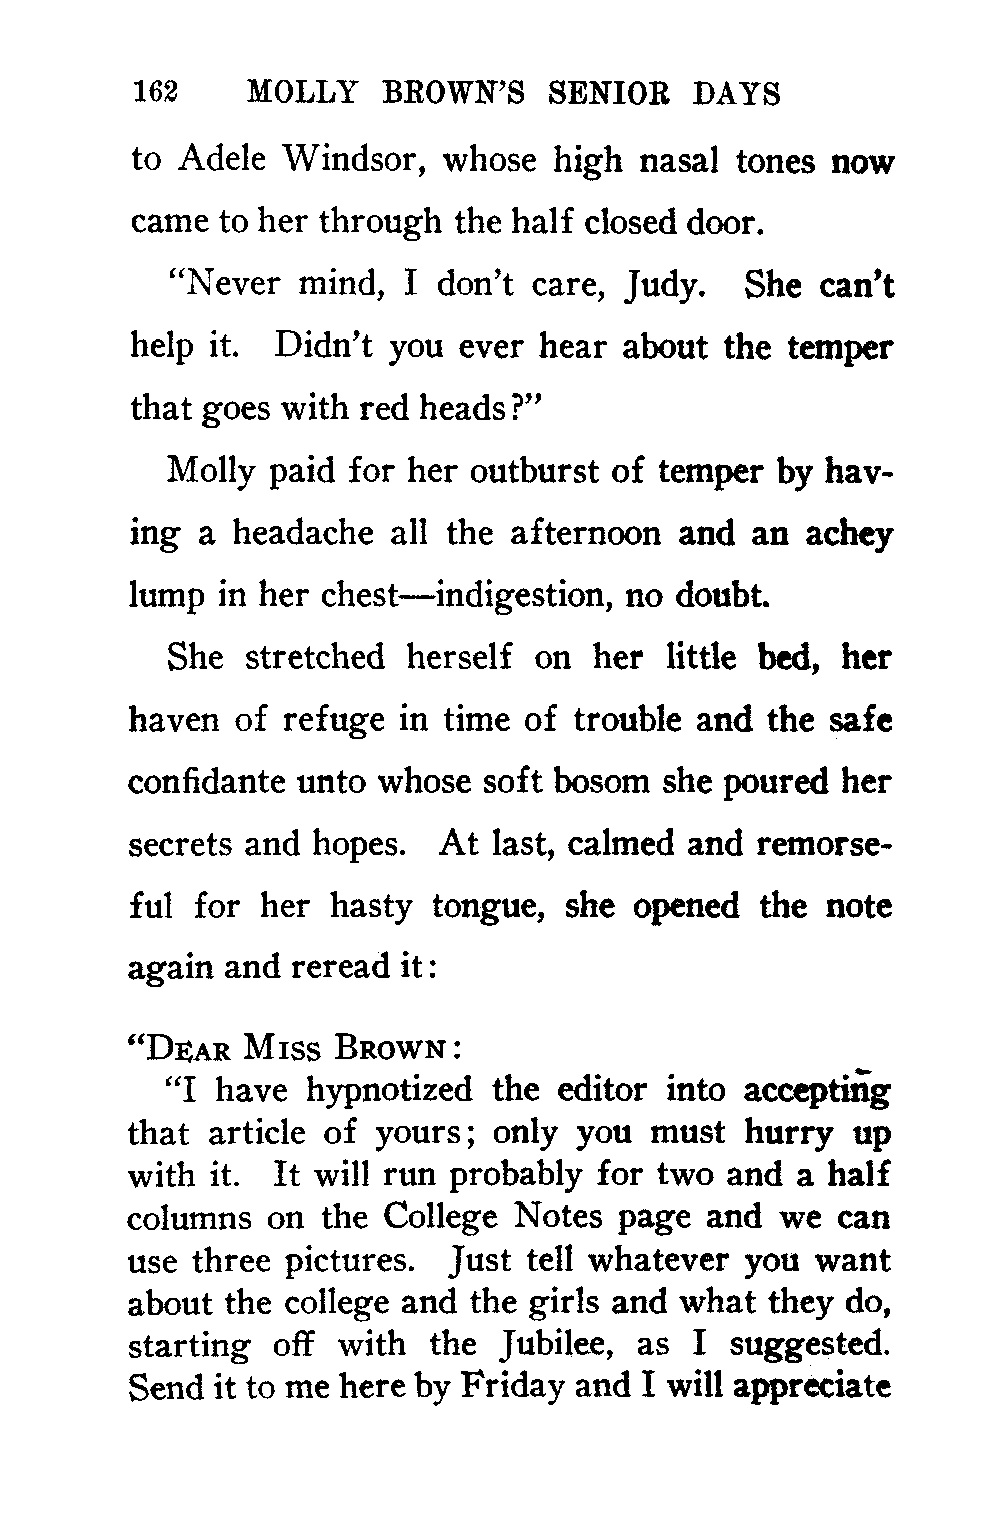 162 MOLLY BROWN'S SENIOR DAYS
to Adele Windsor, whose high nasal tones now
came to her through the half closed door.
“Never mind, I don't care, Judy. She can't
help it. Didn't you ever hear about the temper
that goes with red heads?”
Molly paid for her outburst of temper by hav-
ing a headache all the afternoon and an achey
lump in her chest—indigestion, no doubt.
She stretched herself on her little bed, her
haven of refuge in time of trouble and the safe
confidante unto whose soft bosom she poured her
secrets and hopes. At last, calmed and remorse-
ful for her hasty tongue, she opened the note
again and reread it:
“DEAR MISS BROWN:
“I have hypnotized the editor into accepting
that article of yours; only you must hurry up
with it. It will run probably for two and a half
columns on the College Notes page and we can
use three pictures. Just tell whatever you want
about the college and the girls and what they do,
starting off with the Jubilee, as I suggested.
Send it to me here by Friday and I will appreciate